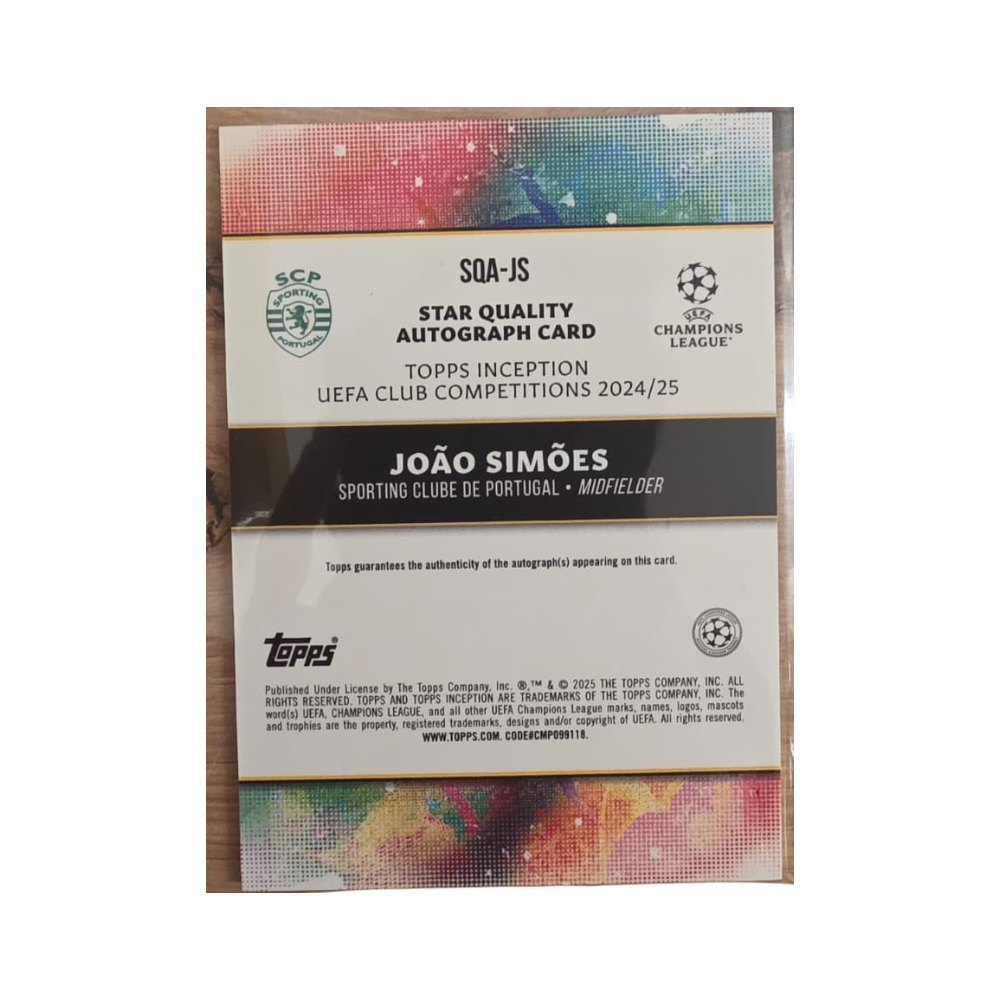 SQA-JS
SCP
SPORTING
PORTUGAL
STAR QUALITY
AUTOGRAPH CARD
UEFA
CHAMPIONS
LEAGUE
TOPPS INCEPTION
UEFA CLUB COMPETITIONS 2024/25
JOÃO SIMÕES
SPORTING CLUBE DE PORTUGAL • MIDFIELDER
Topps guarantees the authenticity of the autograph(s) appearing on this card.
topps®
Published Under License by The Topps Company, Inc. ®,™ & © 2025 THE TOPPS COMPANY, INC. ALL
RIGHTS RESERVED. TOPPS AND TOPPS INCEPTION ARE TRADEMARKS OF THE TOPPS COMPANY, INC. The
word(s) UEFA, CHAMPIONS LEAGUE, and all other UEFA Champions League marks, names, logos, mascots
and trophies are the property, registered trademarks, designs and/or copyright of UEFA. All rights reserved.
WWW.TOPPS.COM. CODE#CMP099118.